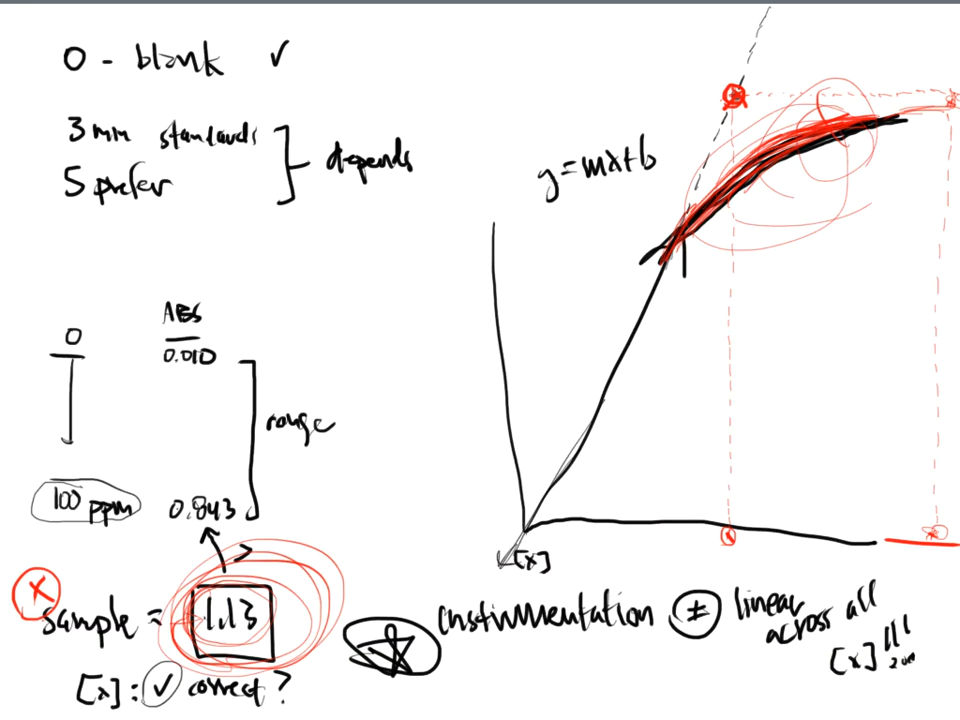 0 - blank ✓
3 min standards
5 prefer
depends
y=mx+b
0
ABS
0.010
range
100 ppm
0.843
>
sample = 1.13
[x] : ✓ correct?
[x]
instrumentation ≠ linear
across all
[x] !!!